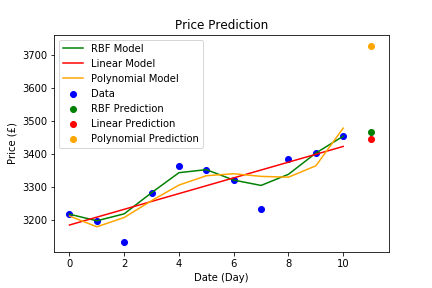 Price Prediction
RBF Model
Linear Model
Polynomial Model
Data
RBF Prediction
Linear Prediction
Polynomial Prediction
Price (£)
3700
3600
3500
3400
3300
3200
0 2 4 6 8 10
Date (Day)